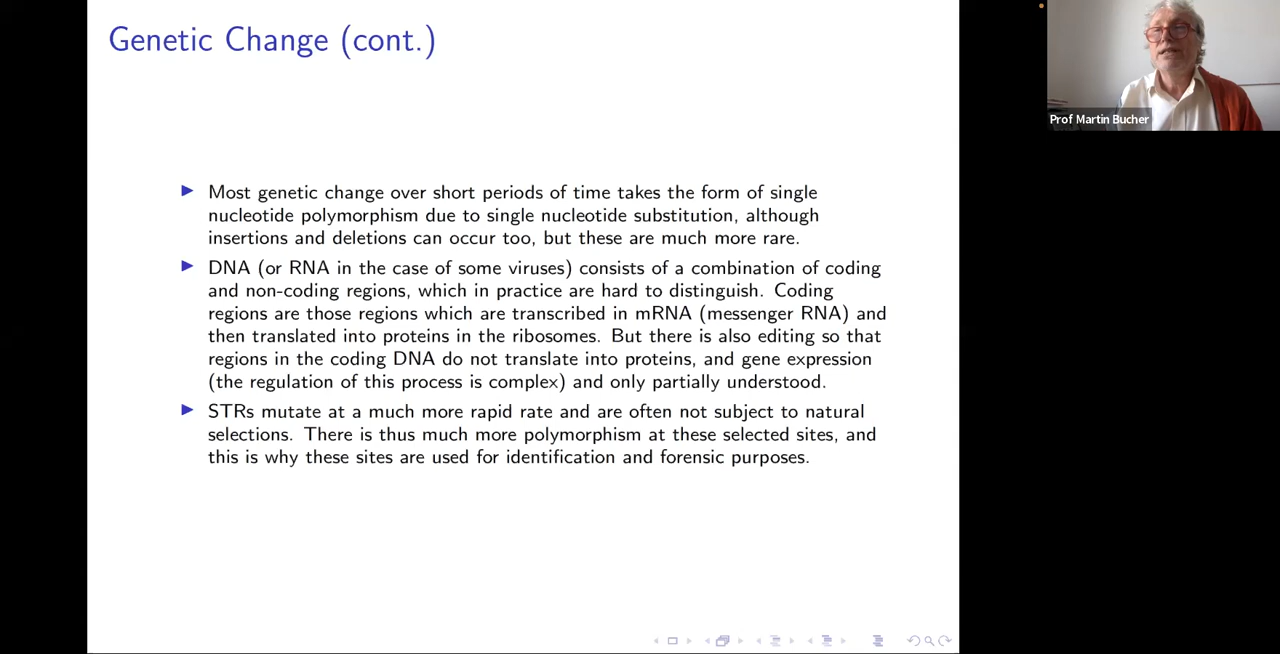 Genetic Change (cont.)
Prof Martin Bucher
▶ Most genetic change over short periods of time takes the form of single
nucleotide polymorphism due to single nucleotide substitution, although
insertions and deletions can occur too, but these are much more rare.
▶ DNA (or RNA in the case of some viruses) consists of a combination of coding
and non-coding regions, which in practice are hard to distinguish. Coding
regions are those regions which are transcribed in mRNA (messenger RNA) and
then translated into proteins in the ribosomes. But there is also editing so that
regions in the coding DNA do not translate into proteins, and gene expression
(the regulation of this process is complex) and only partially understood.
▶ STRs mutate at a much more rapid rate and are often not subject to natural
selections. There is thus much more polymorphism at these selected sites, and
this is why these sites are used for identification and forensic purposes.